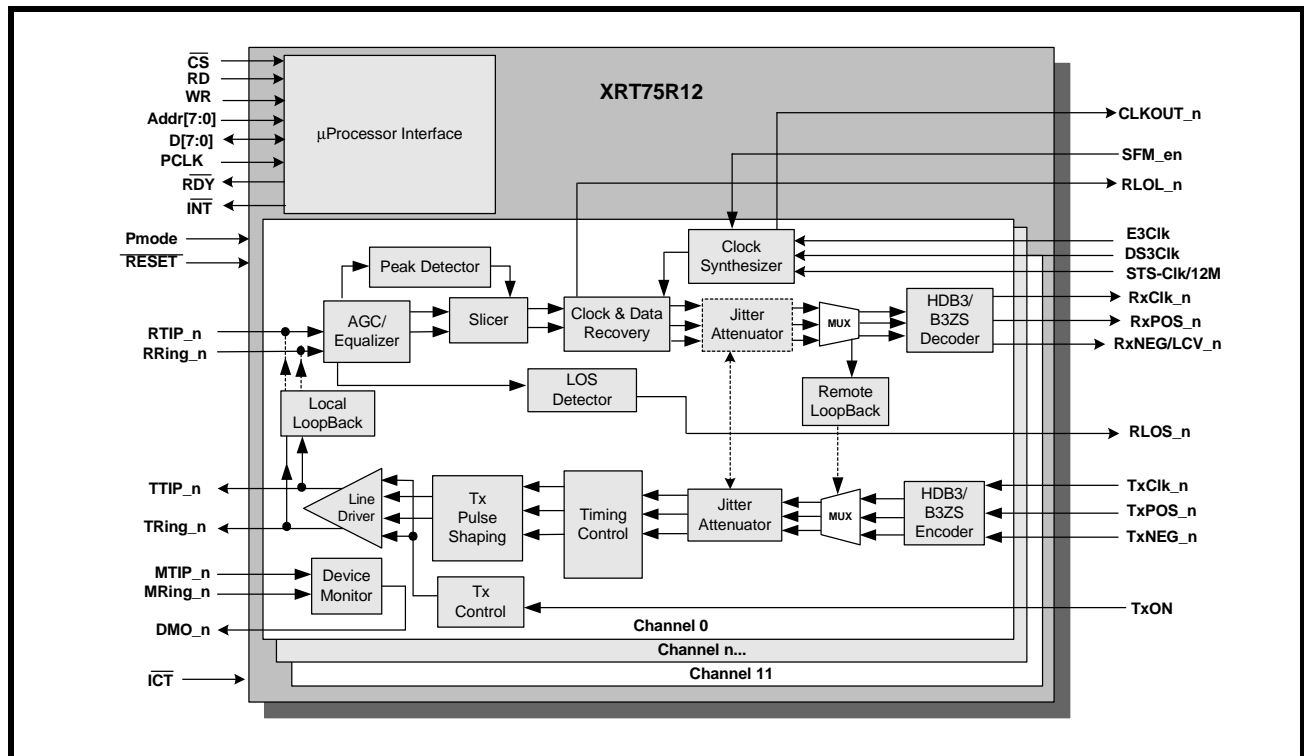 XRT75R12
CS
RD
WR
Addr[7:0]
D[7:0]
PCLK
RDY
INT
Pmode
RESET
µProcessor Interface
CLKOUT_n
SFM_en
RLOL_n
E3Clk
DS3Clk
STS-Clk/12M
Clock
Synthesizer
Peak Detector
RTIP_n
RRing_n
AGC/
Equalizer
Slicer
Clock & Data
Recovery
Jitter
Attenuator
MUX
HDB3/
B3ZS
Decoder
RxClk_n
RxPOS_n
RxNEG/LCV_n
Local
LoopBack
LOS
Detector
Remote
LoopBack
RLOS_n
TTIP_n
TRing_n
Line
Driver
Tx
Pulse
Shaping
Timing
Control
Jitter
Attenuator
MUX
HDB3/
B3ZS
Encoder
TxClk_n
TxPOS_n
TxNEG_n
MTIP_n
MRing_n
DMO_n
Device
Monitor
Tx
Control
TxON
Channel 0
Channel n...
Channel 11
ICT